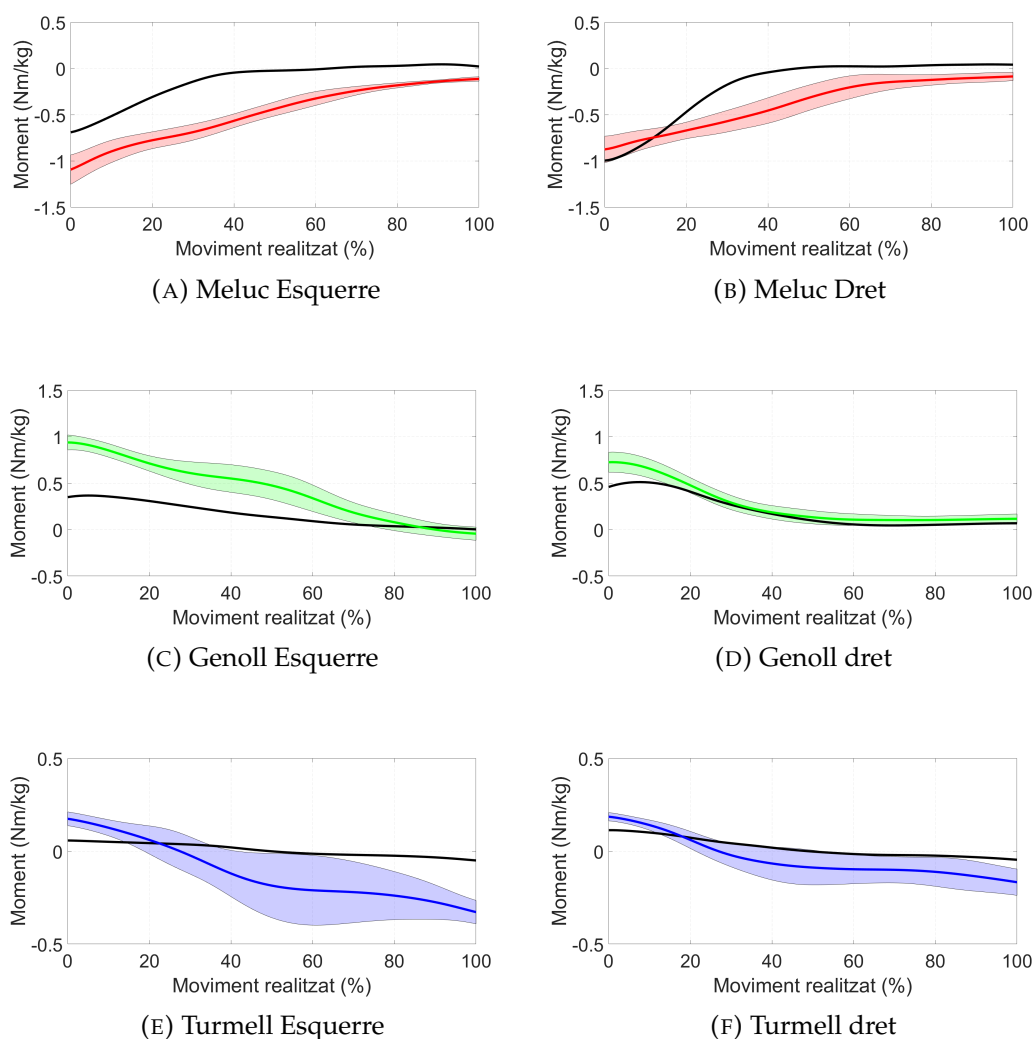 0.5
0
-0.5
-1
-1.5
Moment (Nm/kg)
0 20 40 60 80 100
Moviment realitzat (%)
(A) Meluc Esquerre
0.5
0
-0.5
-1
-1.5
Moment (Nm/kg)
0 20 40 60 80 100
Moviment realitzat (%)
(B) Meluc Dret
1.5
1
0.5
0
-0.5
Moment (Nm/kg)
0 20 40 60 80 100
Moviment realitzat (%)
(C) Genoll Esquerre
1.5
1
0.5
0
-0.5
Moment (Nm/kg)
0 20 40 60 80 100
Moviment realitzat (%)
(D) Genoll dret
0.5
0
-0.5
Moment (Nm/kg)
0 20 40 60 80 100
Moviment realitzat (%)
(E) Turmell Esquerre
0.5
0
-0.5
Moment (Nm/kg)
0 20 40 60 80 100
Moviment realitzat (%)
(F) Turmell dret